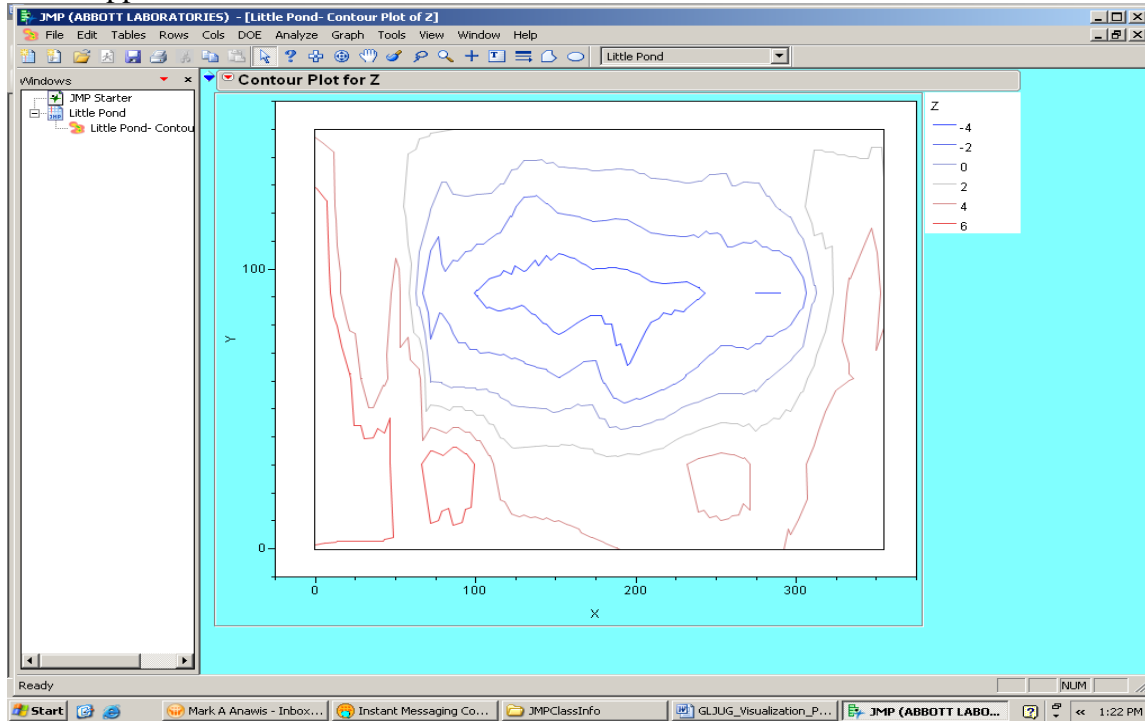 JMP (ABBOTT LABORATORIES) - [Little Pond- Contour Plot of Z]
File Edit Tables Rows Cols DOE Analyze Graph Tools View Window Help
Little Pond
Windows
JMP Starter
Little Pond
Little Pond- Contou
Contour Plot for Z
Z
-4
-2
0
2
4
6
100
Y
0
0 100 200 300
X
Ready
NUM
Start Mark A Anawis - Inbox... Instant Messaging Co... JMPClassInfo GLJUG_Visualization_P... JMP (ABBOTT LABO... « 1:22 PM